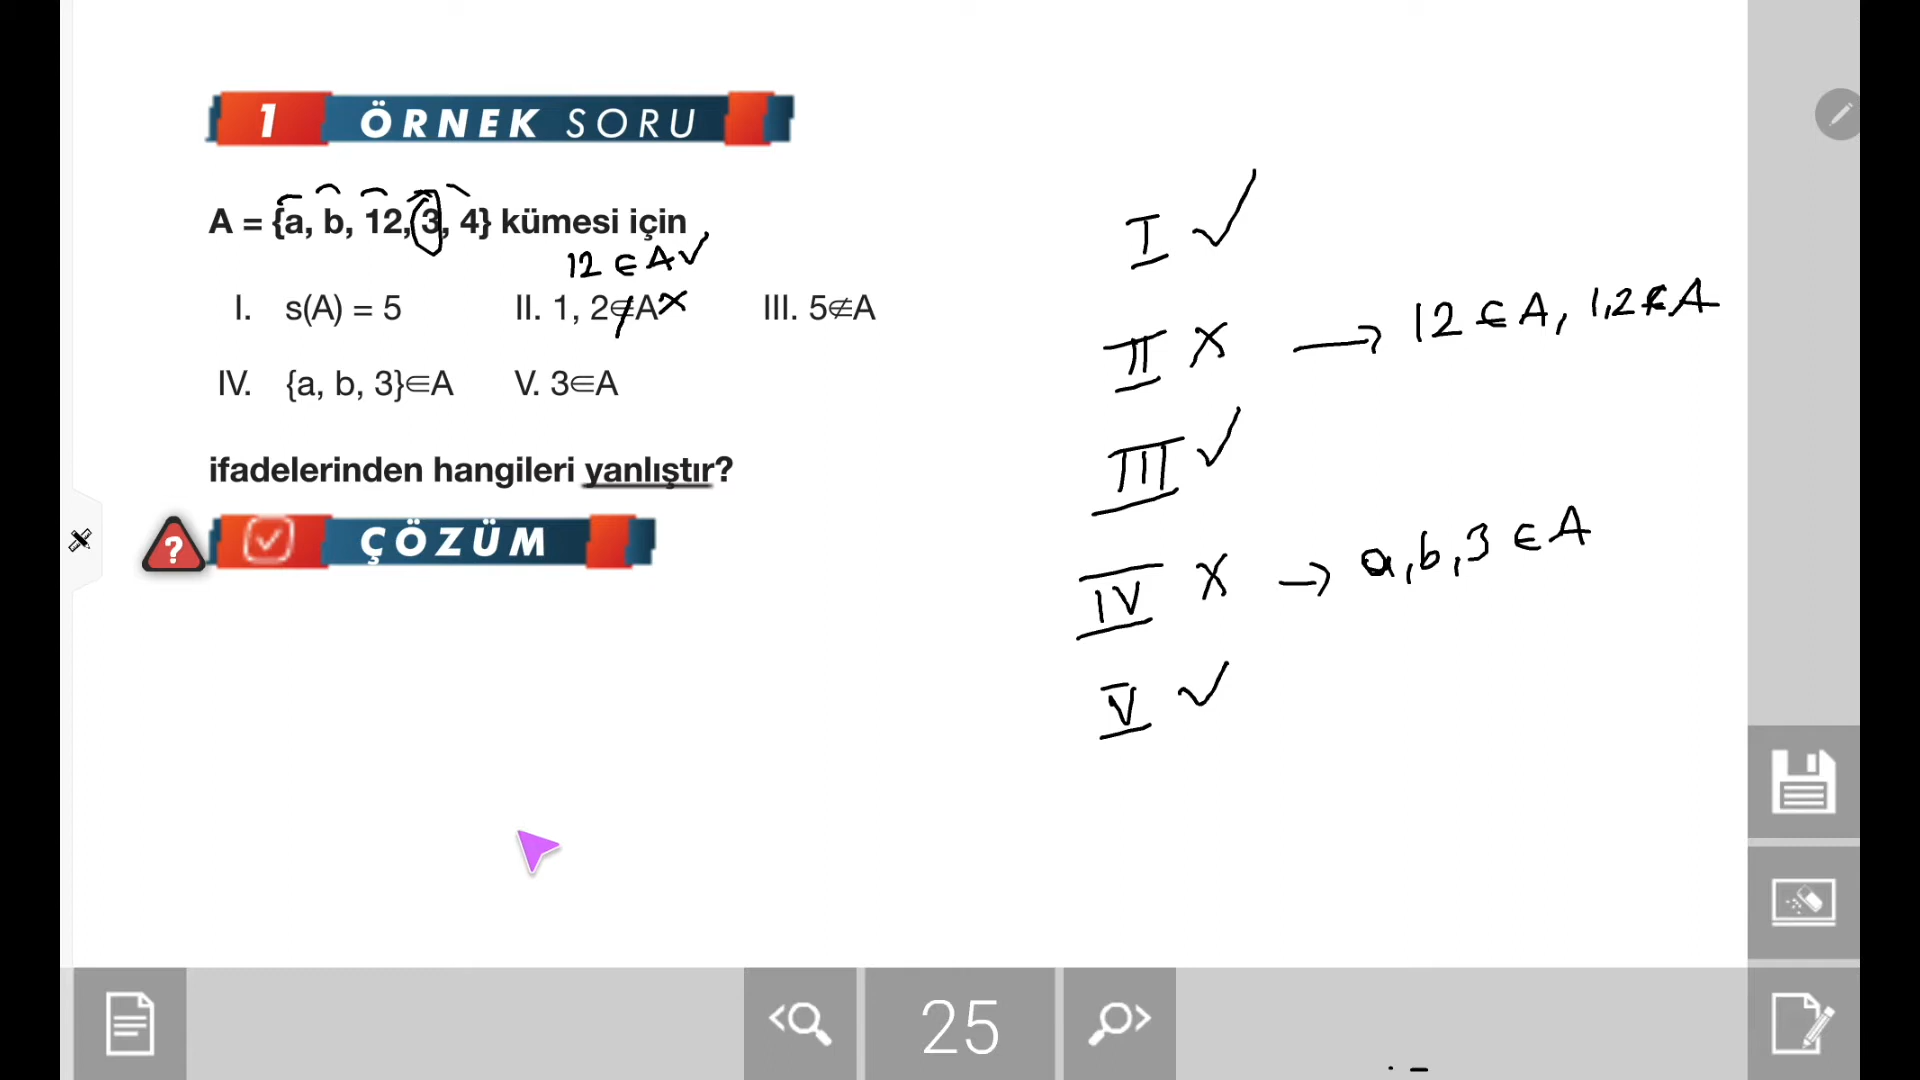 1 ÖRNEK SORU
A = {a, b, 12, 3, 4} kümesi için
12 ∈ A ✓
I. s(A) = 5 II. 1, 2∉A x III. 5∉A
IV. {a, b, 3}∈A V. 3∈A
ifadelerinden hangileri yanlıştır?
? ÇÖZÜM
I ✓
II X → 12 ∈ A, 1,2 ∉ A
III ✓
IV X → a, b, 3 ∈ A
V ✓
25